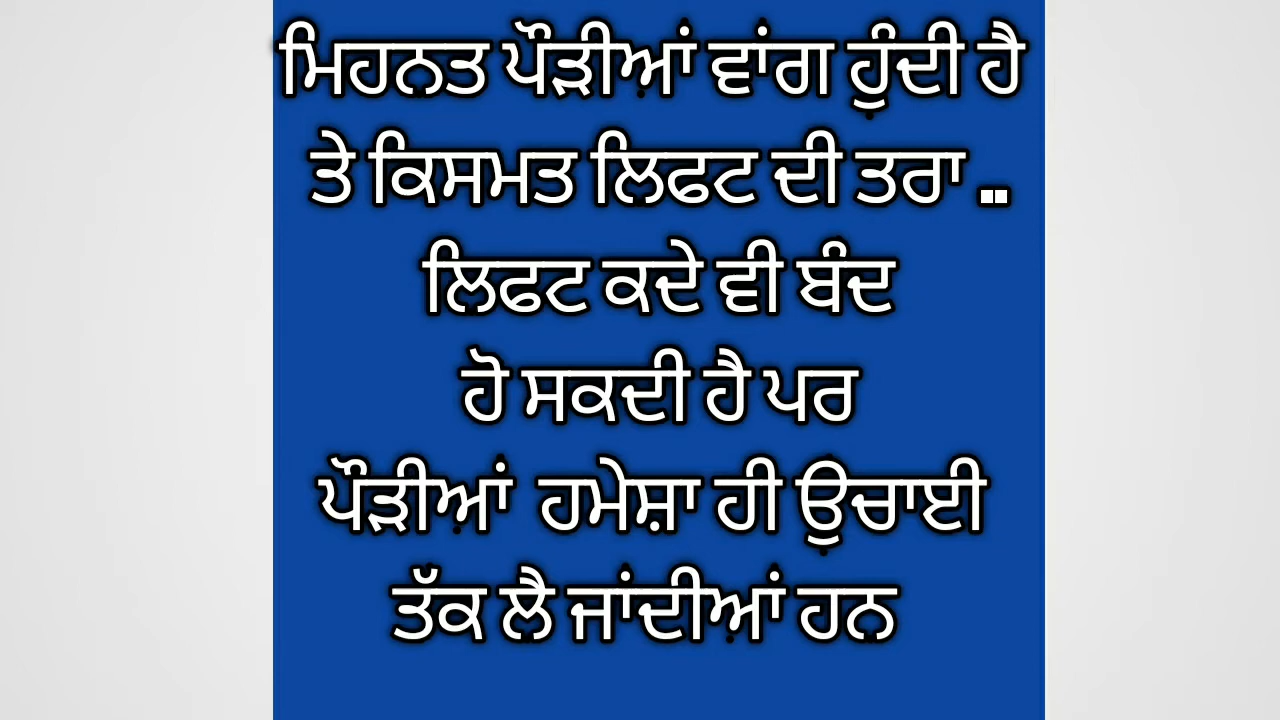 ਮਿਹਨਤ ਪੌੜੀਆਂ ਵਾਂਗ ਹੁੰਦੀ ਹੈ
ਤੇ ਕਿਸਮਤ ਲਿਫਟ ਦੀ ਤਰਾ ..
ਲਿਫਟ ਕਦੇ ਵੀ ਬੰਦ
ਹੋ ਸਕਦੀ ਹੈ ਪਰ
ਪੌੜੀਆਂ ਹਮੇਸ਼ਾ ਹੀ ਉਚਾਈ
ਤੱਕ ਲੈ ਜਾਂਦੀਆਂ ਹਨ